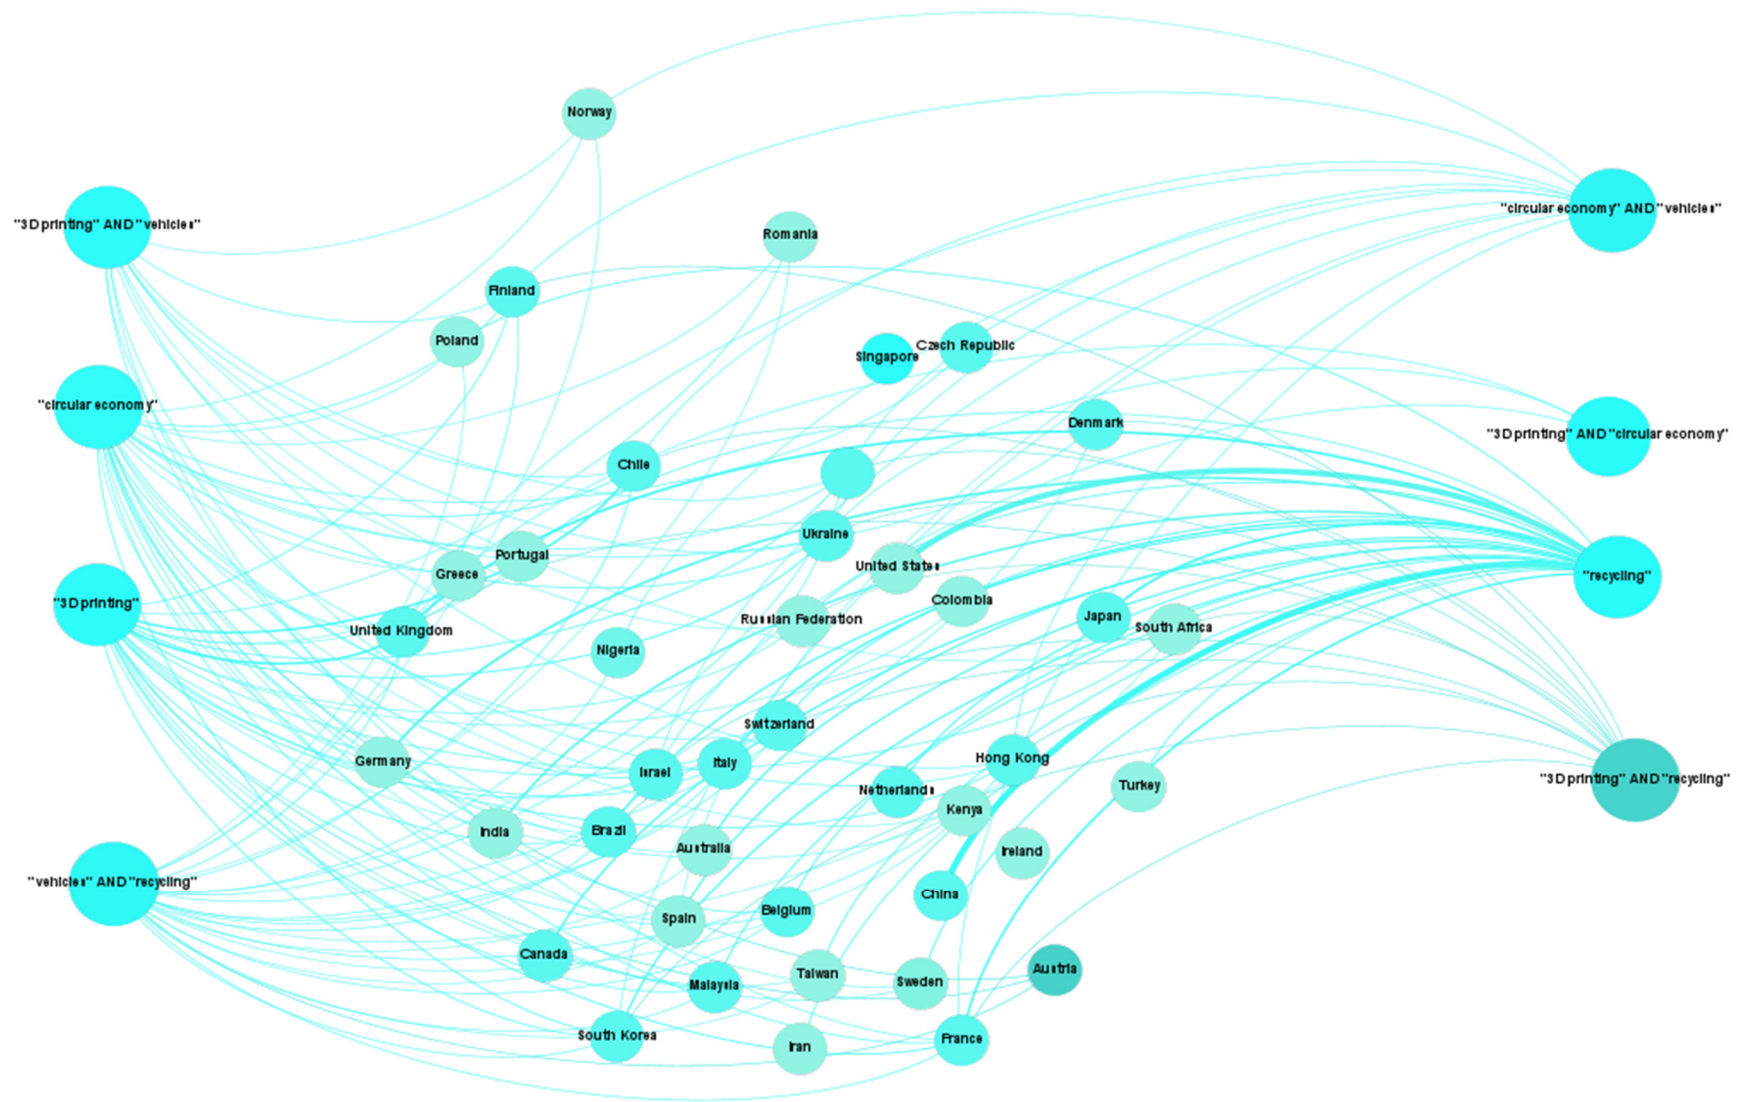 Norway
"circular economy" AND "vehicles"
"3D printing" AND "vehicles"
Romania
Finland
Poland
Singapore
Czech Republic
"circular economy"
Denmark
"3D printing" AND "circular economy"
Chile
Ukraine
Portugal
United States
Greece
"recycling"
"3D printing"
Colombia
Russian Federation
Japan
South Africa
United Kingdom
Nigeria
Switzerland
Germany
Israel
Italy
Hong Kong
"3D printing" AND "recycling"
Netherlands
Turkey
Kenya
India
Brazil
Australia
Ireland
"vehicles" AND "recycling"
China
Spain
Belgium
Canada
Taiwan
Austria
Malaysia
Sweden
South Korea
France
Iran